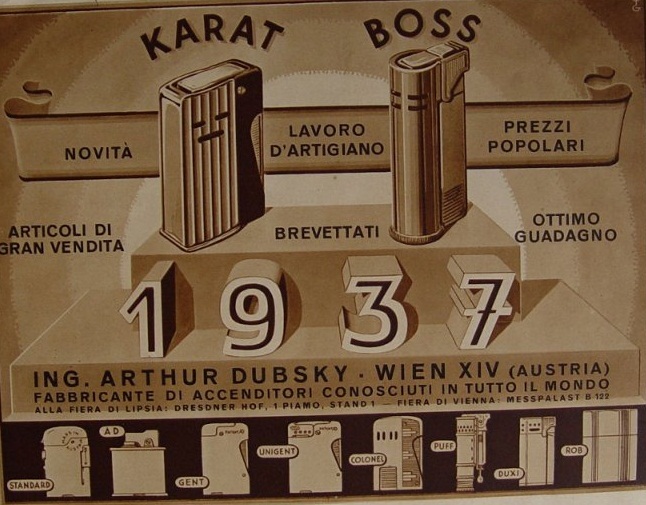 KARAT
BOSS
NOVITÀ
LAVORO
D'ARTIGIANO
PREZZI
POPOLARI
ARTICOLI DI
GRAN VENDITA
BREVETTATI
OTTIMO
GUADAGNO
1937
ING. ARTHUR DUBSKY · WIEN XIV (AUSTRIA)
FABBRICANTE DI ACCENDITORI CONOSCIUTI IN TUTTO IL MONDO
ALLA FIERA DI LIPSIA: DRESDNER HOF, 1 PIAMO, STAND 1 — FIERA DI VIENNA: MESSPALAST B 122
STANDARD
AD
GENT
UNIGENT
COLONEL
PUFF
DUXI
ROB